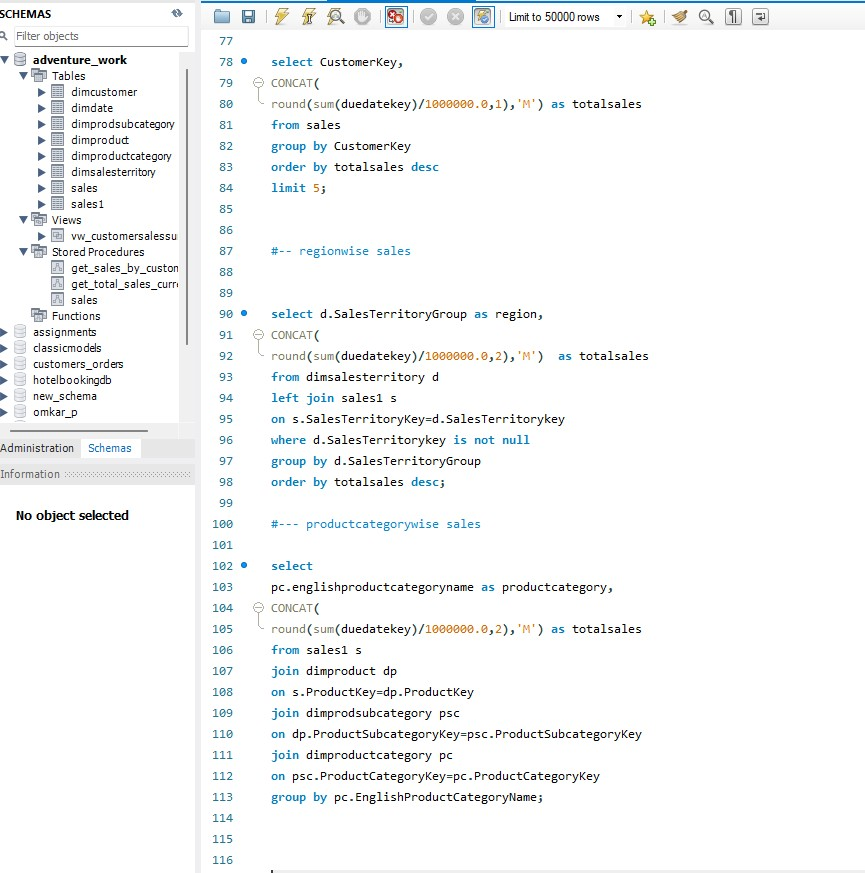 SCHEMAS
Filter objects
adventure_work
Tables
dimcustomer
dimdate
dimprodsubcategory
dimproduct
dimproductcategory
dimsalesterritory
sales
sales1
Views
vw_customersalessu
Stored Procedures
get_sales_by_custon
get_total_sales_curr
sales
Functions
assignments
classicmodels
customers_orders
hotelbookingdb
new_schema
omkar_p
Administration Schemas
Information
No object selected
Limit to 50000 rows
77
78 select CustomerKey,
79 CONCAT(
80 round(sum(duedatekey)/1000000.0,1),'M') as totalsales
81 from sales
82 group by CustomerKey
83 order by totalsales desc
84 limit 5;
85
86
87 #-- regionwise sales
88
89
90 select d.SalesTerritoryGroup as region,
91 CONCAT(
92 round(sum(duedatekey)/1000000.0,2),'M')  as totalsales
93 from dimsalesterritory d
94 left join sales1 s
95 on s.SalesTerritoryKey=d.SalesTerritorykey
96 where d.SalesTerritorykey is not null
97 group by d.SalesTerritoryGroup
98 order by totalsales desc;
99
100 #--- productcategorywise sales
101
102 select
103 pc.englishproductcategoryname as productcategory,
104 CONCAT(
105 round(sum(duedatekey)/1000000.0,2),'M') as totalsales
106 from sales1 s
107 join dimproduct dp
108 on s.ProductKey=dp.ProductKey
109 join dimprodsubcategory psc
110 on dp.ProductSubcategoryKey=psc.ProductSubcategoryKey
111 join dimproductcategory pc
112 on psc.ProductCategoryKey=pc.ProductCategoryKey
113 group by pc.EnglishProductCategoryName;
114
115
116